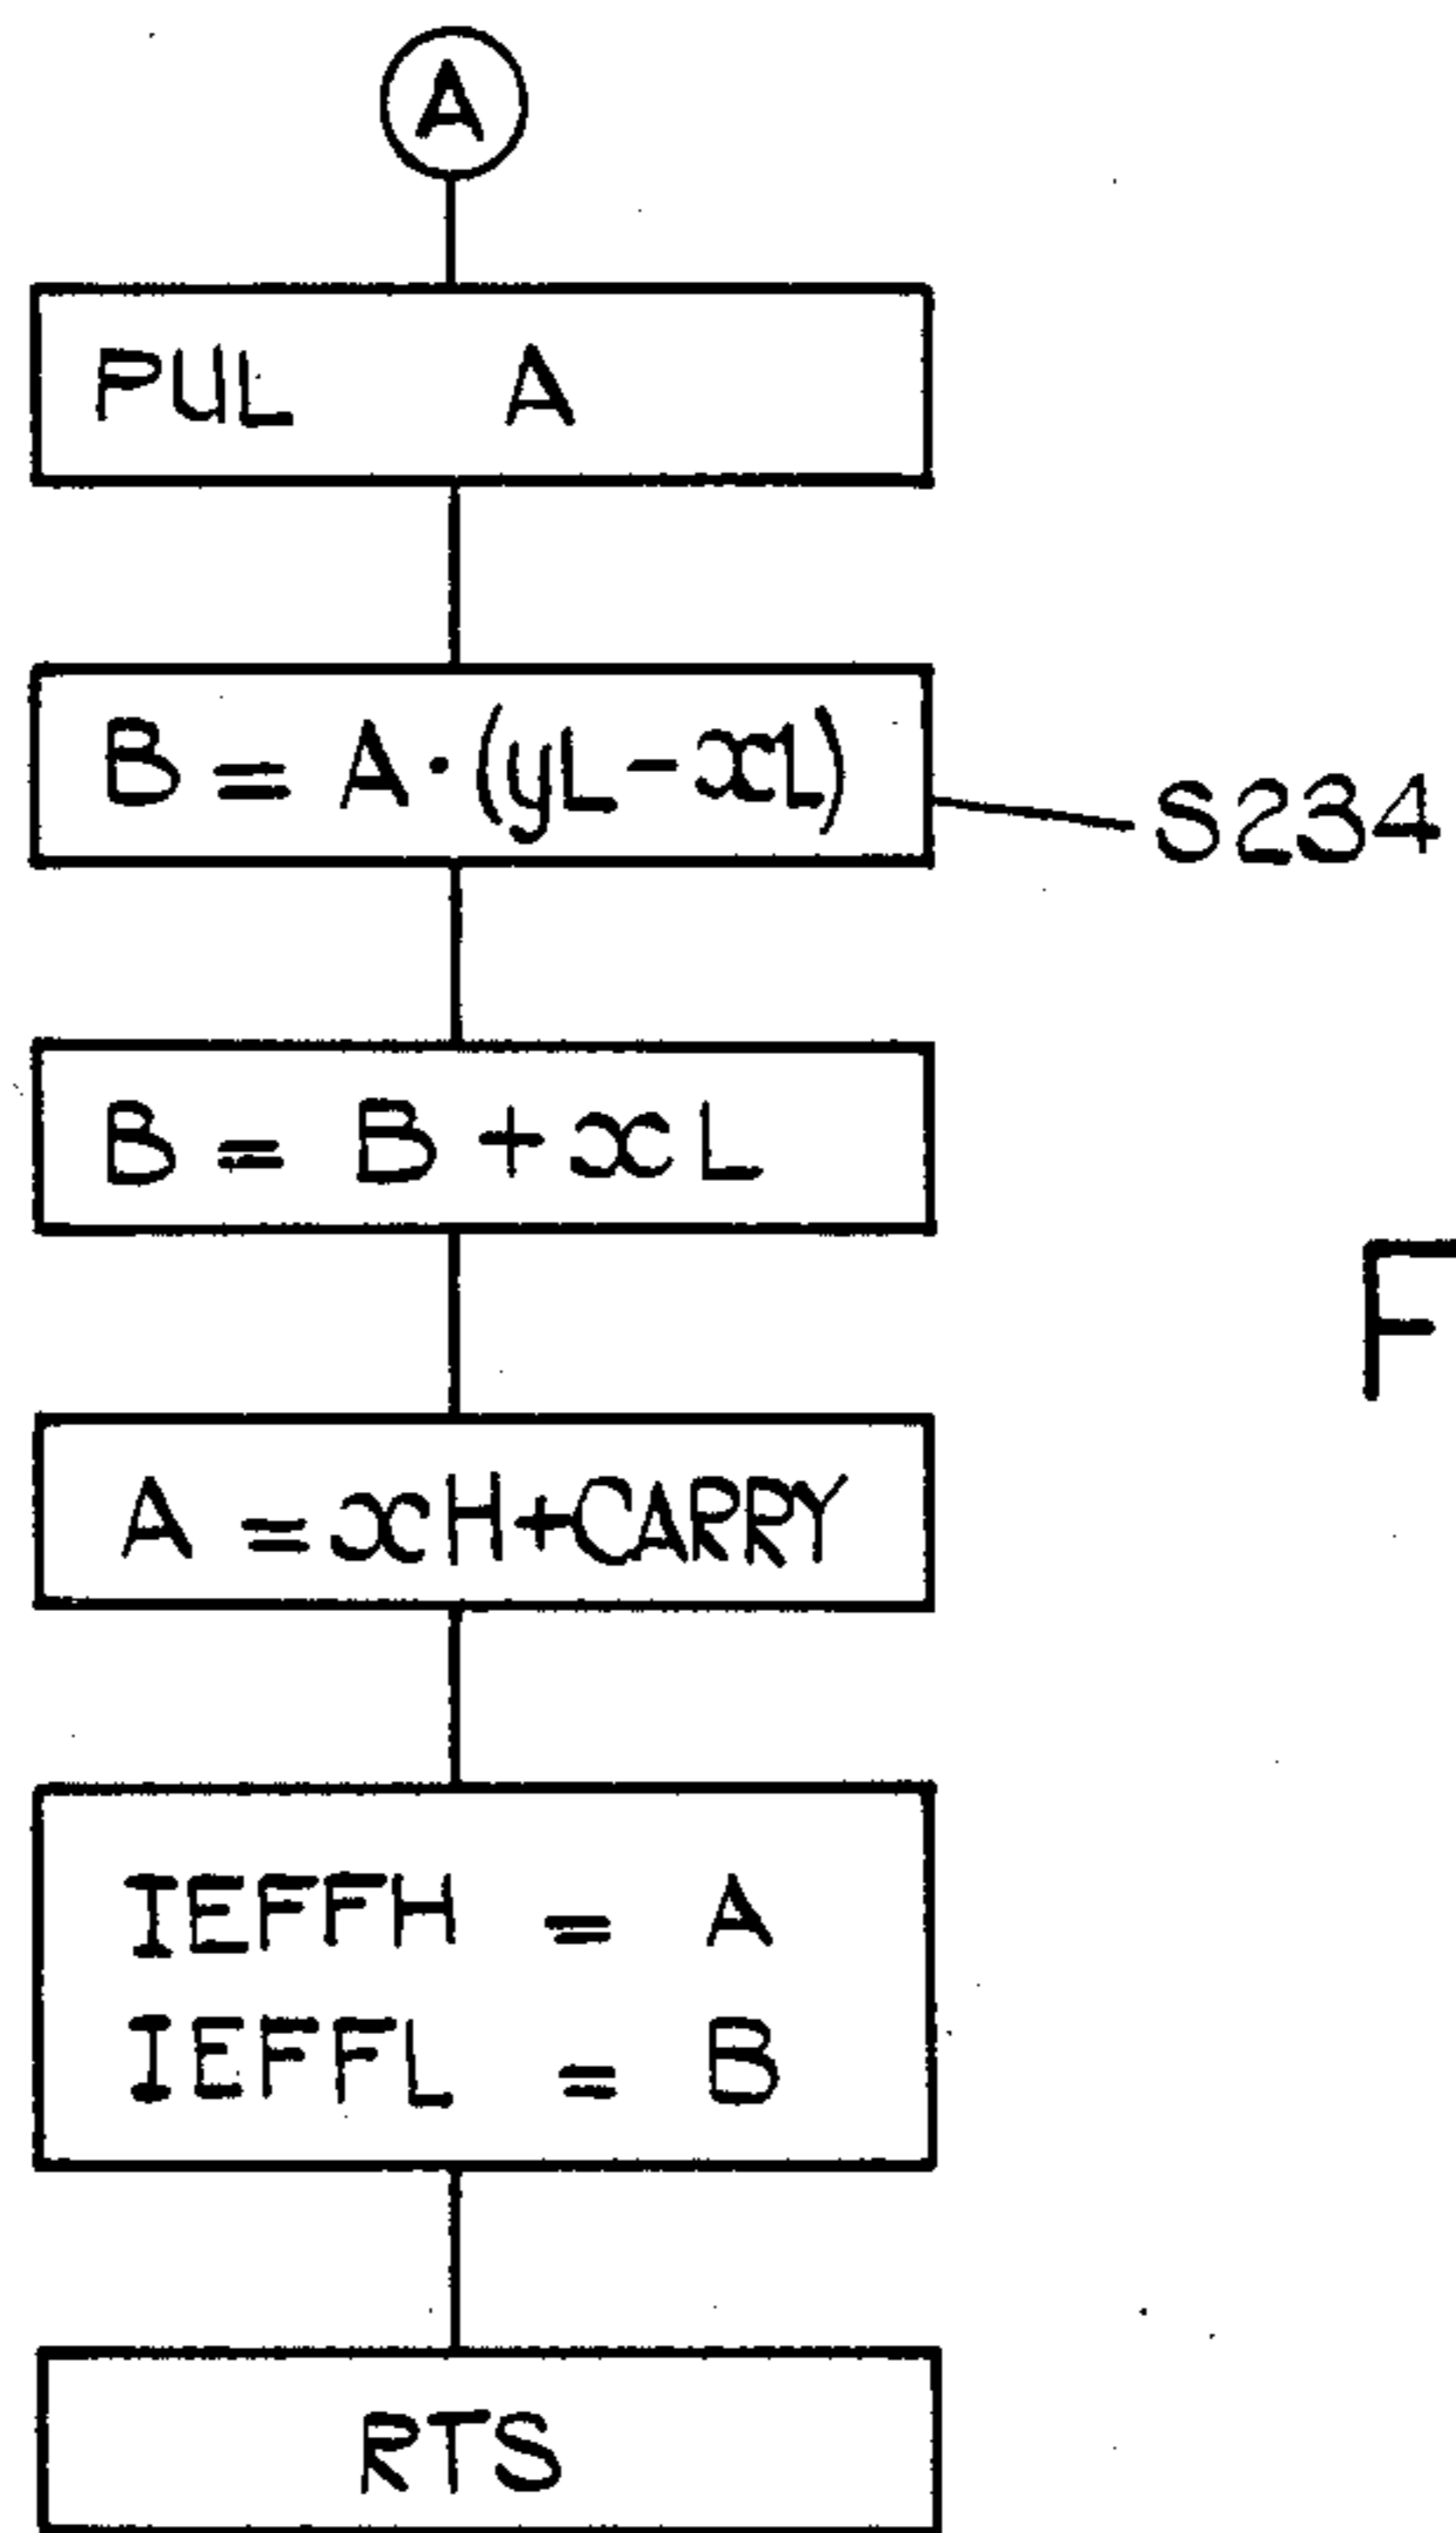 A
PUL A
B = A·(yL-xL)
S234
B = B + xL
F
A = xH+CARRY
IEFFH = A
IEFFL = B
RTS